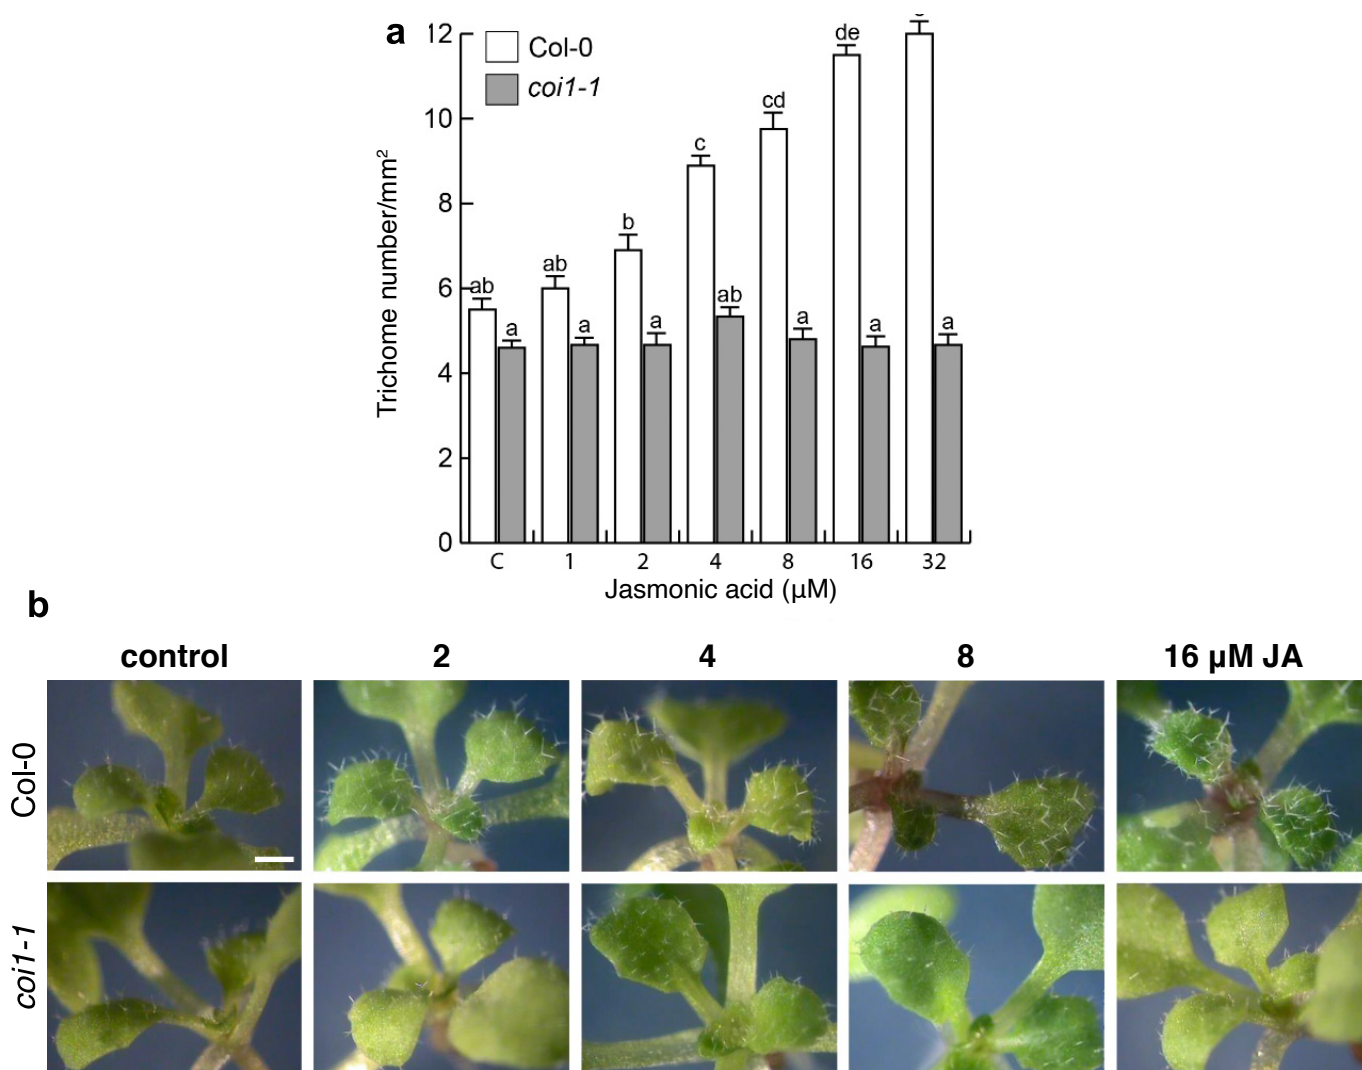 a
12
10
8
6
4
2
0
Trichome number/mm²
Col-0
coi1-1
ab
a
ab
a
b
a
c
ab
cd
a
de
a
a
C 1 2 4 8 16 32
Jasmonic acid (µM)
b
control 2 4 8 16 µM JA
Col-0
coi1-1